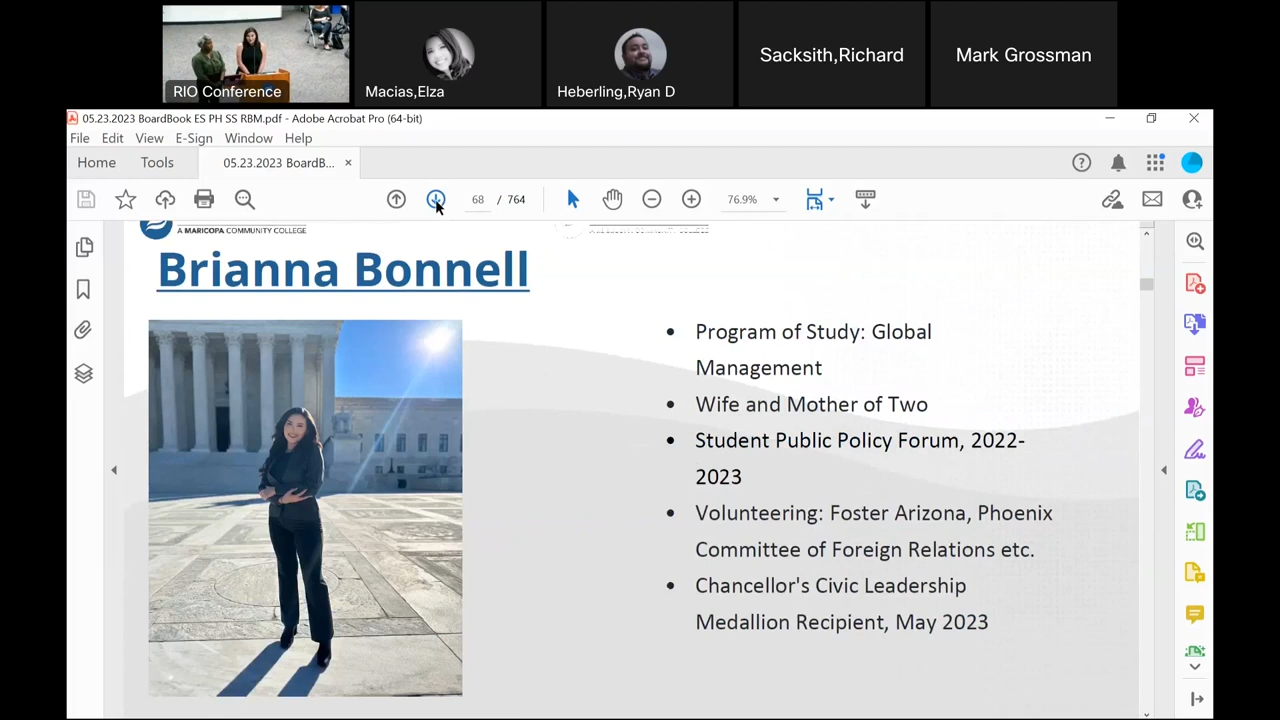 RIO Conference
Macias,Elza
Heberling,Ryan D
Sacksith,Richard
Mark Grossman
05.23.2023 BoardBook ES PH SS RBM.pdf - Adobe Acrobat Pro (64-bit)
File Edit View E-Sign Window Help
Home Tools 05.23.2023 BoardB... ×
68 / 764 76.9%
A MARICOPA COMMUNITY COLLEGE
Brianna Bonnell
• Program of Study: Global
Management
• Wife and Mother of Two
• Student Public Policy Forum, 2022-
2023
• Volunteering: Foster Arizona, Phoenix
Committee of Foreign Relations etc.
• Chancellor's Civic Leadership
Medallion Recipient, May 2023